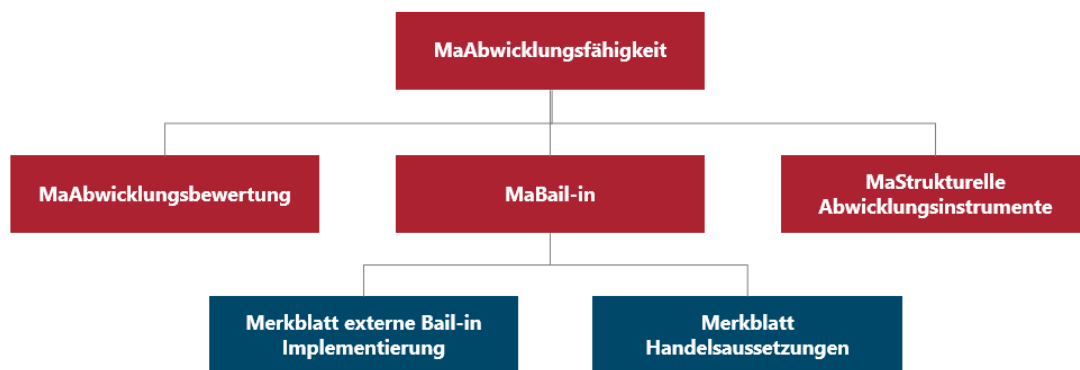 MaAbwicklungsfähigkeit
MaAbwicklungsbewertung
MaBail-in
MaStrukturelle
Abwicklungsinstrumente
Merkblatt externe Bail-in
Implementierung
Merkblatt
Handelsaussetzungen